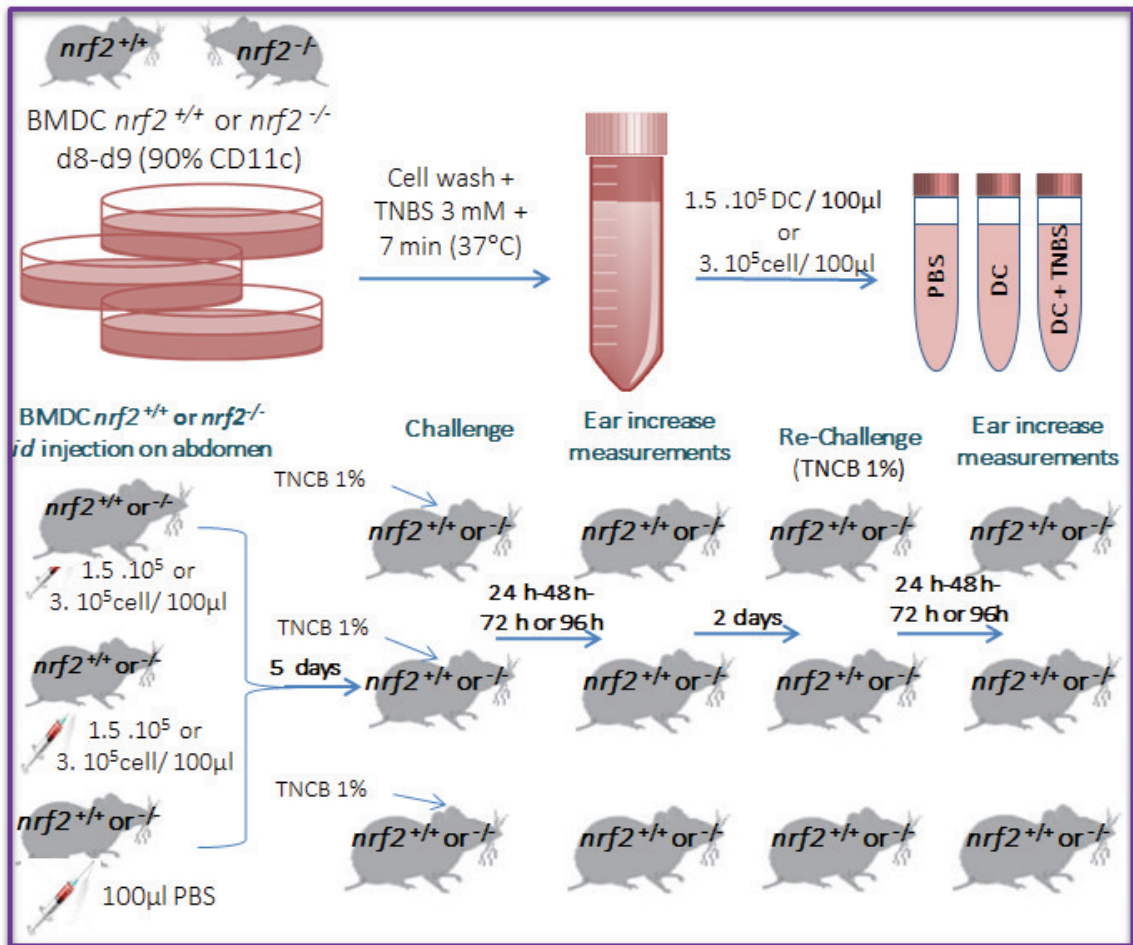 nrf2 +/+
nrf2 -/-
BMDC nrf2 +/+ or nrf2 -/-
d8-d9 (90% CD11c)
Cell wash +
TNBS 3 mM +
7 min (37°C)
1.5 .10⁵ DC / 100µl
or
3. 10⁵cell/ 100µl
PBS
DC
DC + TNBS
BMDC nrf2 +/+ or nrf2 -/-
id injection on abdomen
Challenge
Ear increase
measurements
Re-Challenge
(TNCB 1%)
Ear increase
measurements
nrf2 +/+ or -/-
1.5 .10⁵ or
3. 10⁵cell/ 100µl
nrf2 +/+ or -/-
1.5 .10⁵ or
3. 10⁵cell/ 100µl
nrf2 +/+ or -/-
100µl PBS
5 days
TNCB 1%
nrf2 +/+ or -/-
nrf2 +/+ or -/-
nrf2 +/+ or -/-
nrf2 +/+ or -/-
24 h-48 h-
72 h or 96 h
2 days
24 h-48 h-
72 h or 96h
TNCB 1%
nrf2 +/+ or -/-
nrf2 +/+ or -/-
nrf2 +/+ or -/-
nrf2 +/+ or -/-
TNCB 1%
nrf2 +/+ or -/-
nrf2 +/+ or -/-
nrf2 +/+ or -/-
nrf2 +/+ or -/-